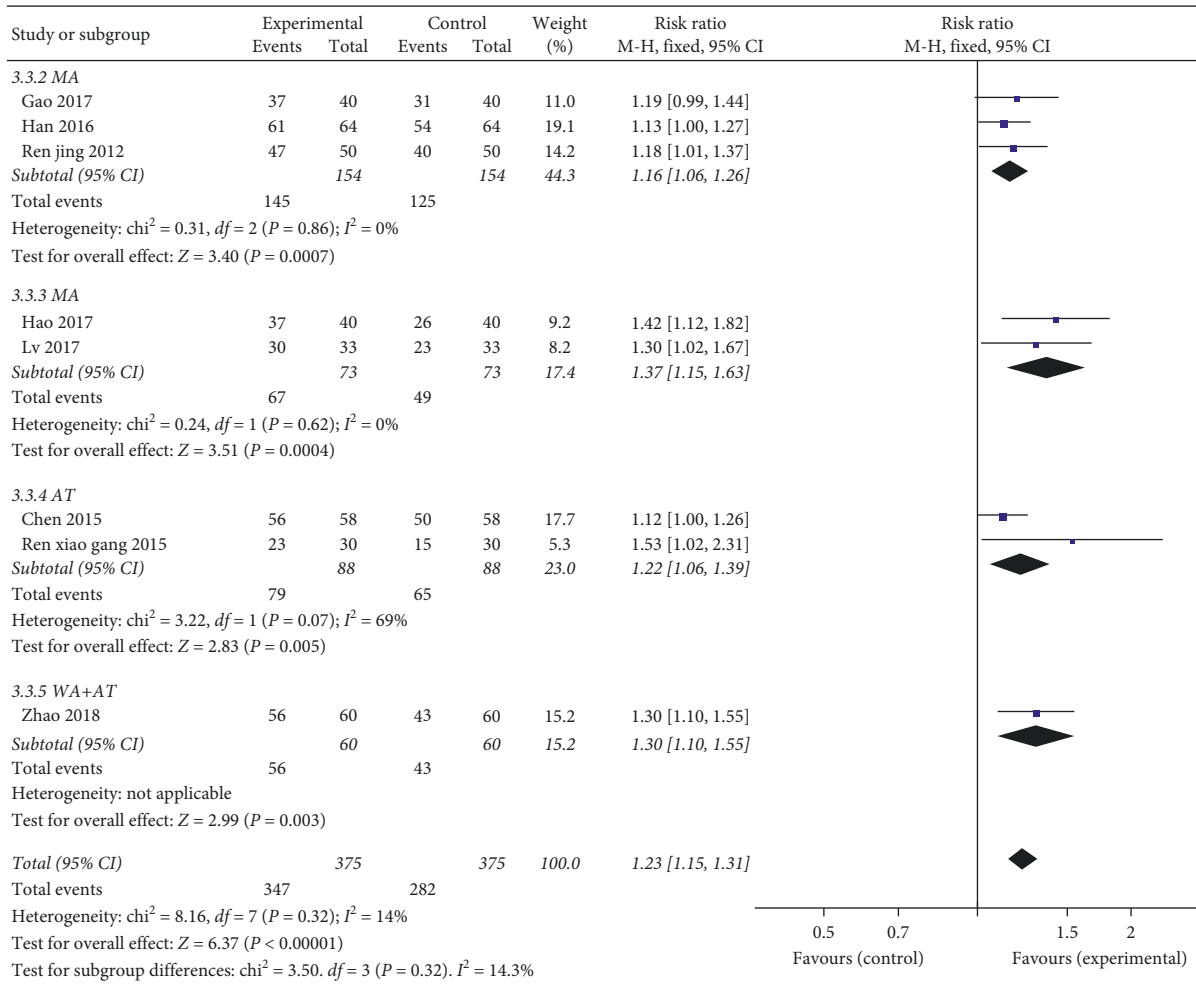 Study or subgroup Experimental Control Weight Risk ratio Risk ratio
Events Total Events Total (%) M-H, fixed, 95% CI M-H, fixed, 95% CI
3.3.2 MA
Gao 2017 37 40 31 40 11.0 1.19 [0.99, 1.44]
Han 2016 61 64 54 64 19.1 1.13 [1.00, 1.27]
Ren jing 2012 47 50 40 50 14.2 1.18 [1.01, 1.37]
Subtotal (95% CI) 154 154 44.3 1.16 [1.06, 1.26]
Total events 145 125
Heterogeneity: chi² = 0.31, df = 2 (P = 0.86); I² = 0%
Test for overall effect: Z = 3.40 (P = 0.0007)
3.3.3 MA
Hao 2017 37 40 26 40 9.2 1.42 [1.12, 1.82]
Lv 2017 30 33 23 33 8.2 1.30 [1.02, 1.67]
Subtotal (95% CI) 73 73 17.4 1.37 [1.15, 1.63]
Total events 67 49
Heterogeneity: chi² = 0.24, df = 1 (P = 0.62); I² = 0%
Test for overall effect: Z = 3.51 (P = 0.0004)
3.3.4 AT
Chen 2015 56 58 50 58 17.7 1.12 [1.00, 1.26]
Ren xiao gang 2015 23 30 15 30 5.3 1.53 [1.02, 2.31]
Subtotal (95% CI) 88 88 23.0 1.22 [1.06, 1.39]
Total events 79 65
Heterogeneity: chi² = 3.22, df = 1 (P = 0.07); I² = 69%
Test for overall effect: Z = 2.83 (P = 0.005)
3.3.5 WA+AT
Zhao 2018 56 60 43 60 15.2 1.30 [1.10, 1.55]
Subtotal (95% CI) 60 60 15.2 1.30 [1.10, 1.55]
Total events 56 43
Heterogeneity: not applicable
Test for overall effect: Z = 2.99 (P = 0.003)
Total (95% CI) 375 375 100.0 1.23 [1.15, 1.31]
Total events 347 282
Heterogeneity: chi² = 8.16, df = 7 (P = 0.32); I² = 14%
Test for overall effect: Z = 6.37 (P < 0.00001)
Test for subgroup differences: chi² = 3.50. df = 3 (P = 0.32). I² = 14.3%
0.5 0.7 1.5 2
Favours (control) Favours (experimental)